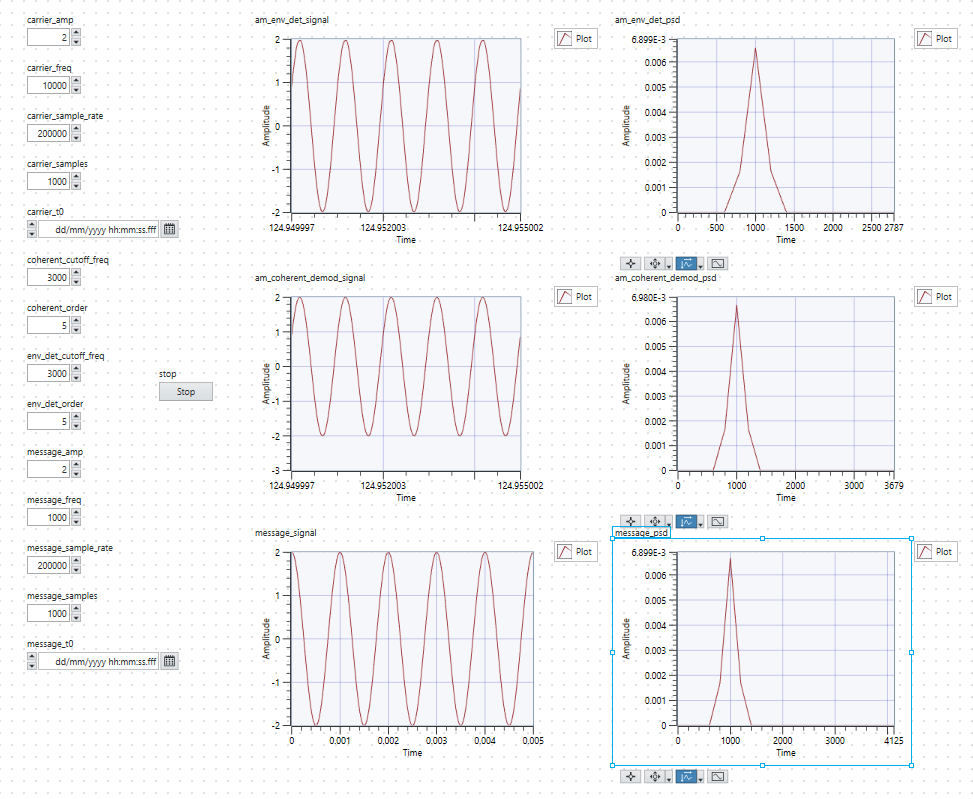 carrier_amp
2
carrier_freq
10000
carrier_sample_rate
200000
carrier_samples
1000
carrier_t0
dd/mm/yyyy hh:mm:ss.fff
coherent_cutoff_freq
3000
coherent_order
5
env_det_cutoff_freq
3000
env_det_order
5
message_amp
2
message_freq
1000
message_sample_rate
200000
message_samples
1000
message_t0
dd/mm/yyyy hh:mm:ss.fff
stop
Stop
am_env_det_signal
Plot
Amplitude
2
1
0
-1
-2
124.949997 124.952003 124.955002
Time
am_env_det_psd
Plot
Amplitude
6.899E-3
0.006
0.005
0.004
0.003
0.002
0.001
0
0 500 1000 1500 2000 2500 2787
Time
am_coherent_demod_signal
Plot
Amplitude
2
1
0
-1
-2
-3
124.949997 124.952003 124.955002
Time
am_coherent_demod_psd
Plot
Amplitude
6.980E-3
0.006
0.005
0.004
0.003
0.002
0.001
0
0 1000 2000 3000 3679
Time
message_signal
Plot
Amplitude
2
1
0
-1
-2
0 0.001 0.002 0.003 0.004 0.005
Time
message_psd
Plot
Amplitude
6.899E-3
0.006
0.005
0.004
0.003
0.002
0.001
0
0 1000 2000 3000 4125
Time